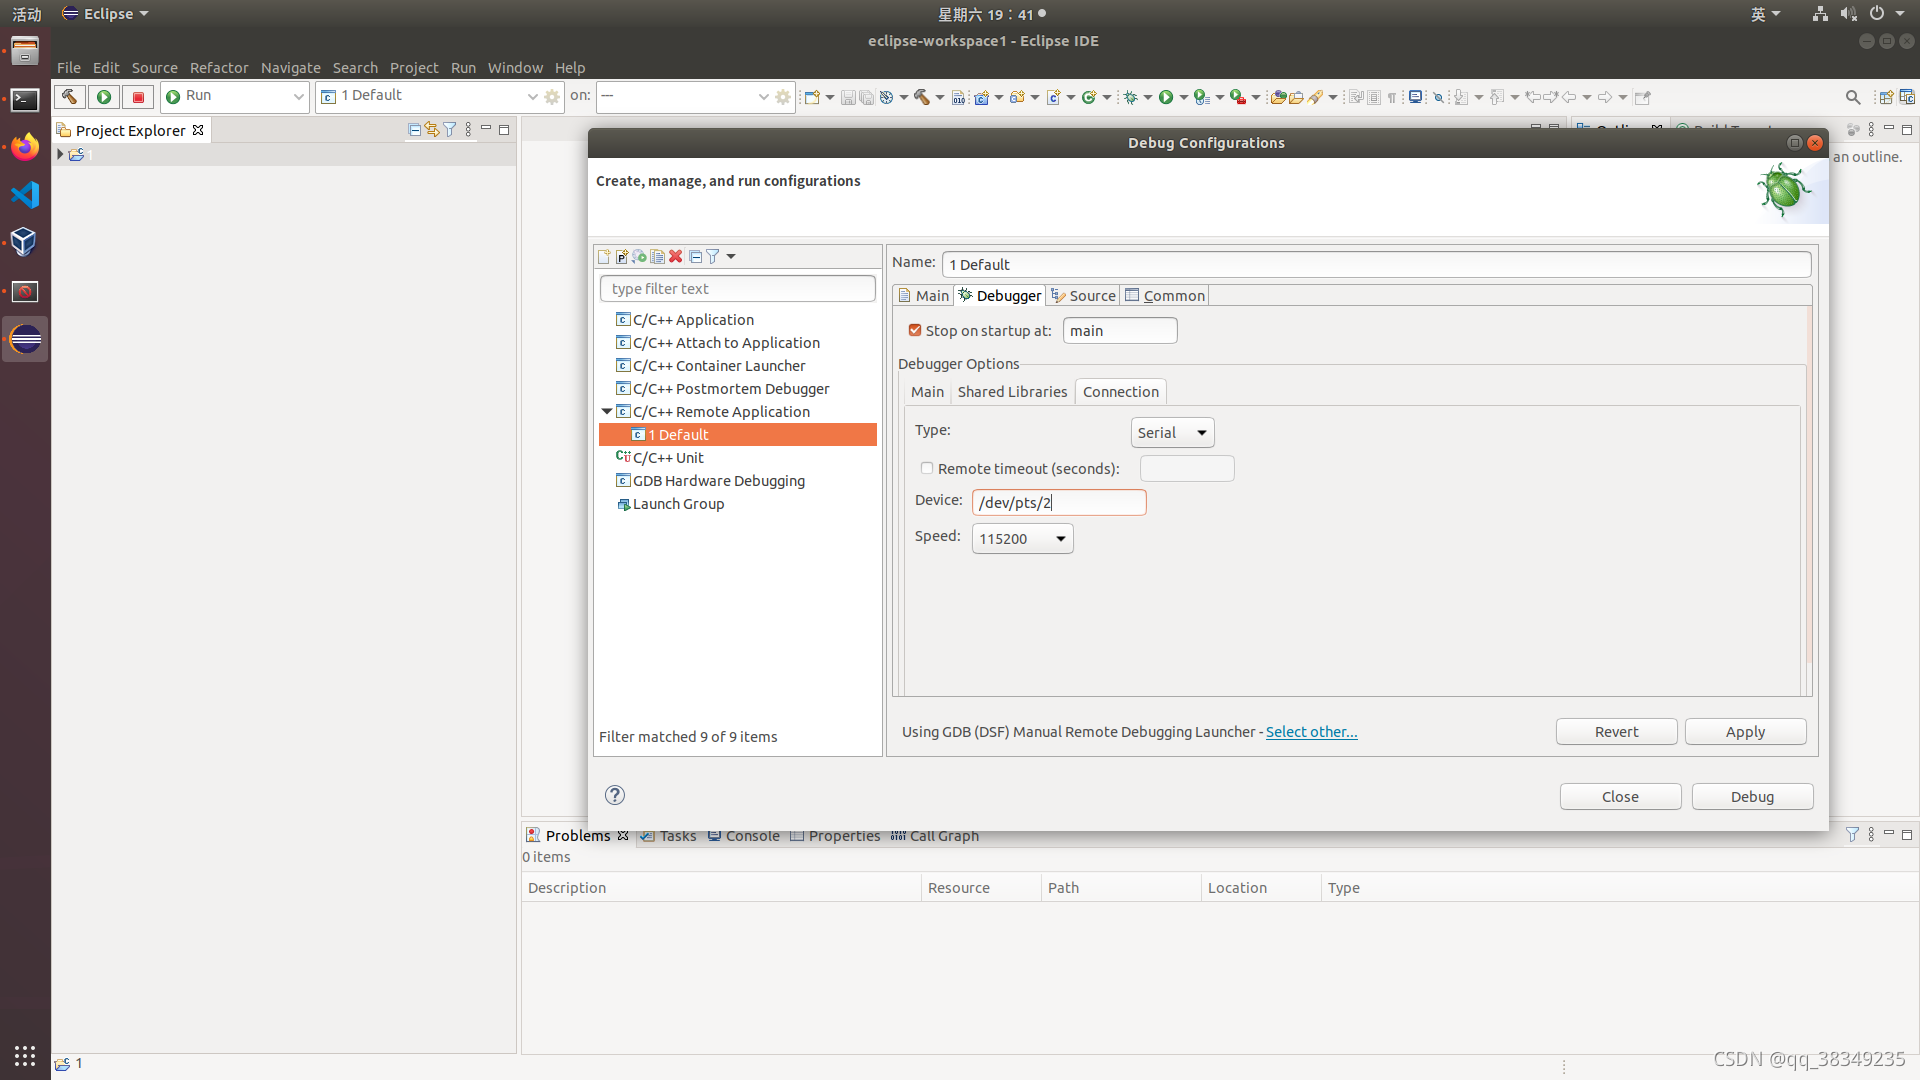 活动
Eclipse
星期六 19：41
英
eclipse-workspace1 - Eclipse IDE
File Edit Source Refactor Navigate Search Project Run Window Help
Run
1 Default
on:
---
Project Explorer
1
an outline.
Debug Configurations
Create, manage, and run configurations
type filter text
C/C++ Application
C/C++ Attach to Application
C/C++ Container Launcher
C/C++ Postmortem Debugger
C/C++ Remote Application
1 Default
C/C++ Unit
GDB Hardware Debugging
Launch Group
Filter matched 9 of 9 items
Name: 1 Default
Main Debugger Source Common
Stop on startup at: main
Debugger Options
Main Shared Libraries Connection
Type: Serial
Remote timeout (seconds):
Device: /dev/pts/2
Speed: 115200
Using GDB (DSF) Manual Remote Debugging Launcher - Select other...
Revert Apply
Close Debug
Problems Tasks Console Properties Call Graph
0 items
Description Resource Path Location Type
1
CSDN @qq_38349235